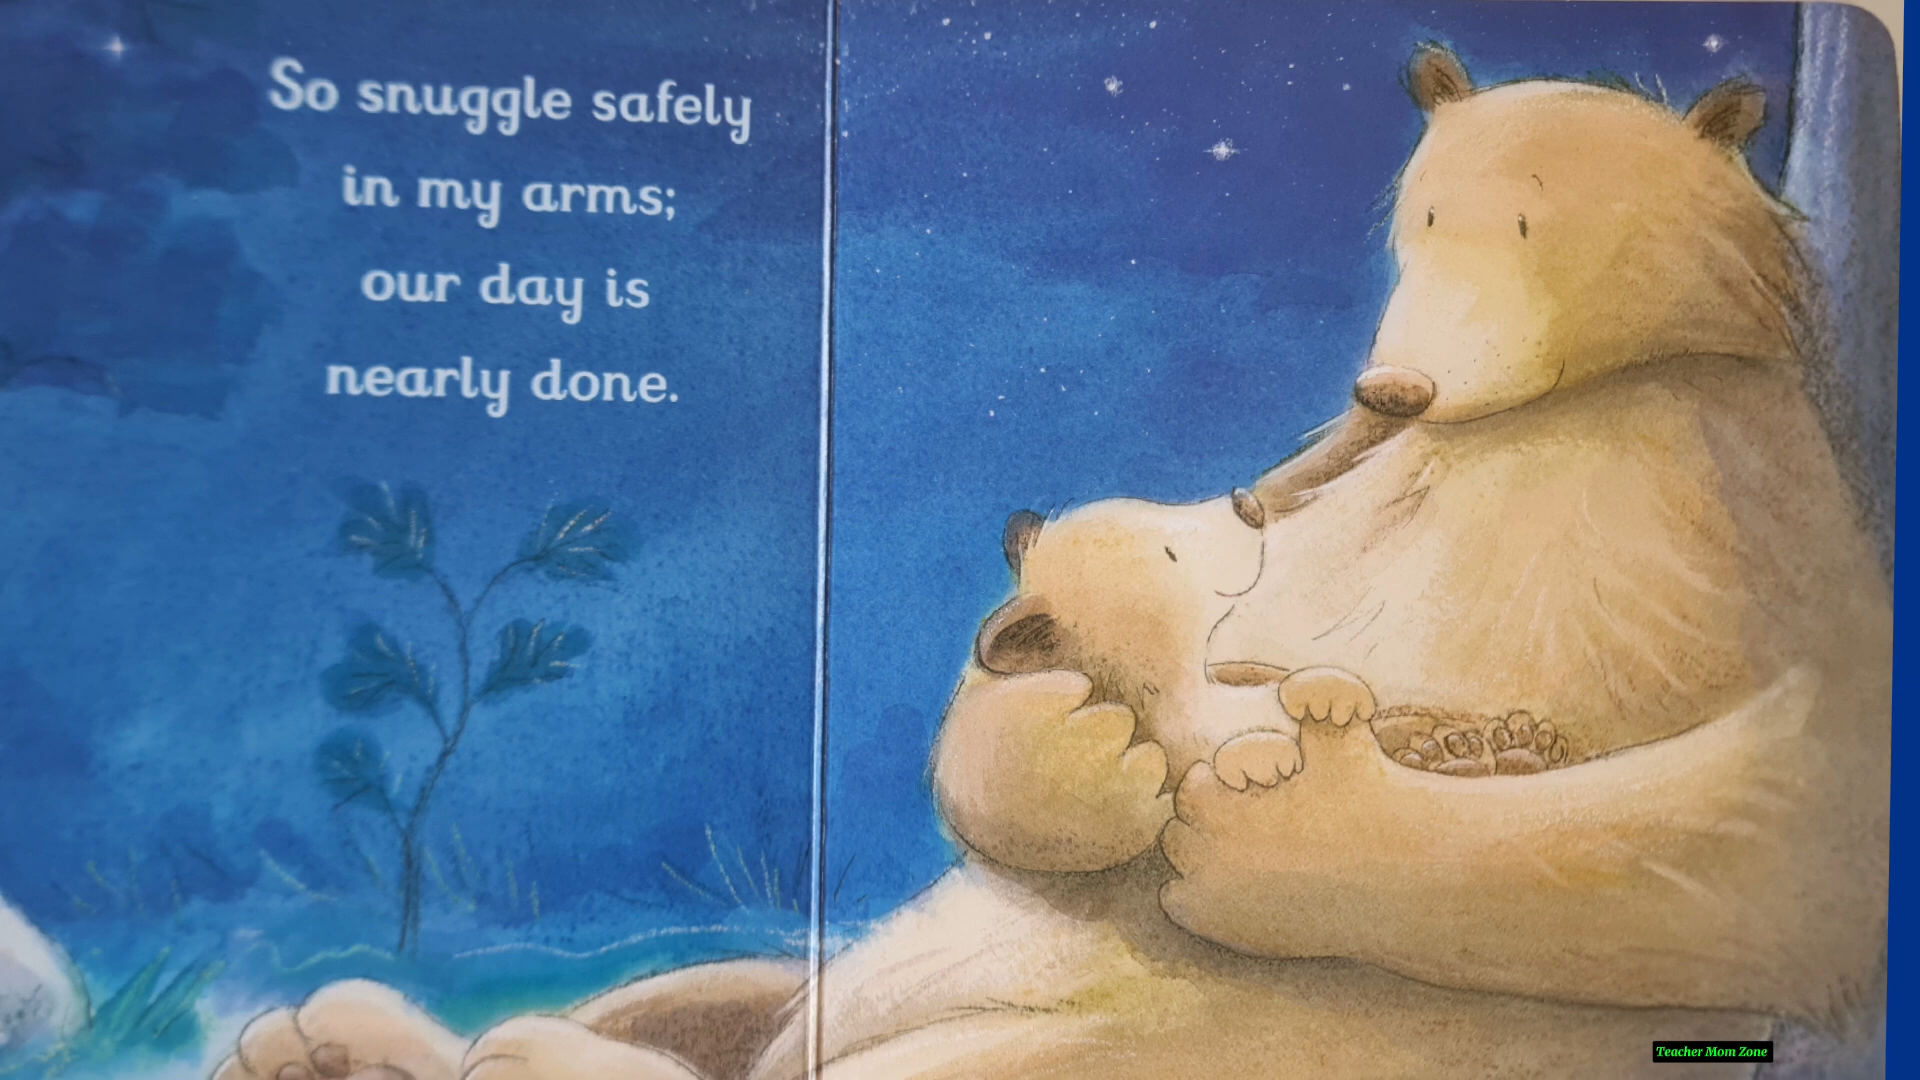 So snuggle safely
in my arms;
our day is
nearly done.
Teacher Mom Zone